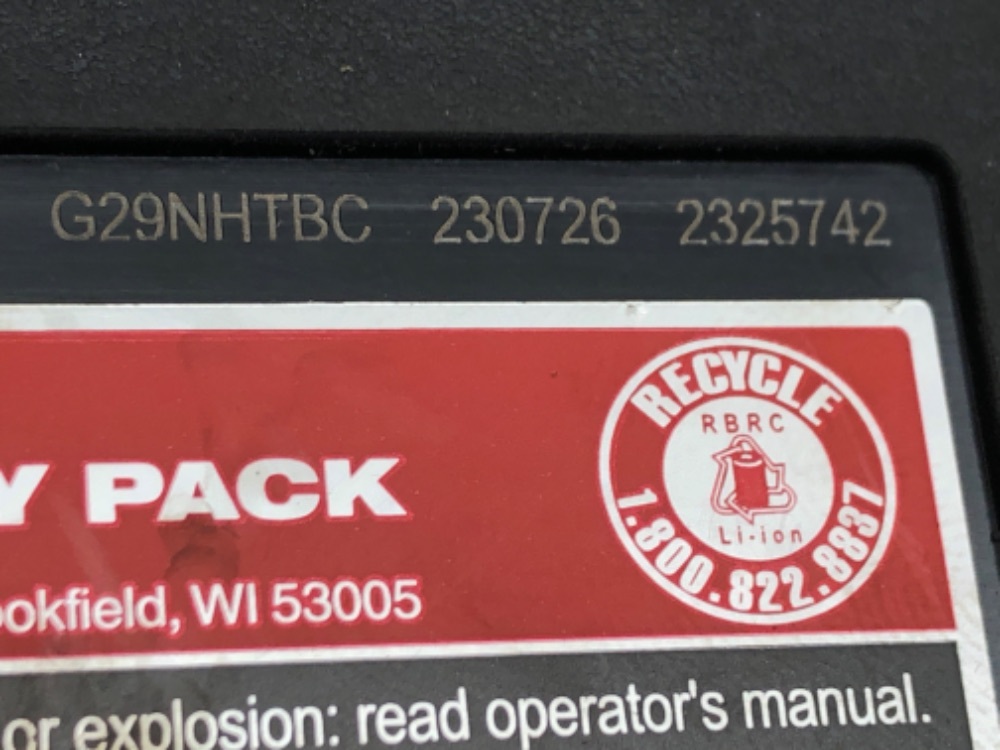 G29NHTBC 230726 2325742
RECYCLE
RBRC
Li-ion
1.800.822.8837
PACK
WI 53005
or explosion: read operator's manual.